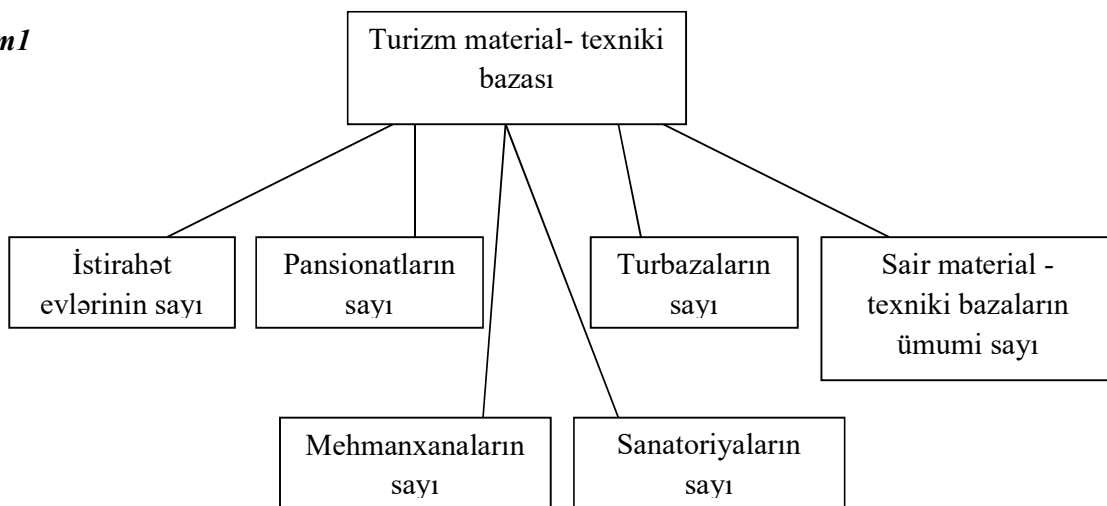 m1
Turizm material- texniki
bazası
İstirahət
evlərinin sayı
Pansionatların
sayı
Turbazaların
sayı
Sair material -
texniki bazaların
ümumi sayı
Mehmanxanaların
sayı
Sanatoriyaların
sayı